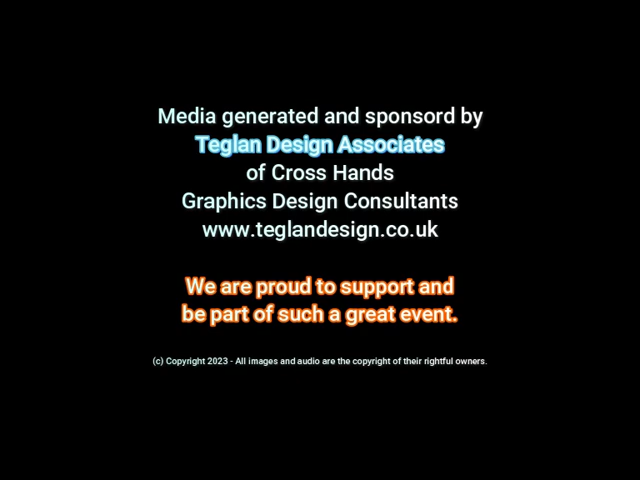 Media generated and sponsord by
Teglan Design Associates
of Cross Hands
Graphics Design Consultants
www.teglandesign.co.uk
We are proud to support and
be part of such a great event.
(c) Copyright 2023 - All images and audio are the copyright of their rightful owners.